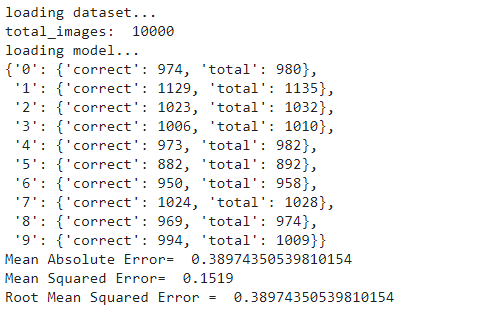 loading dataset...
total_images:  10000
loading model...
{'0': {'correct': 974, 'total': 980},
 '1': {'correct': 1129, 'total': 1135},
 '2': {'correct': 1023, 'total': 1032},
 '3': {'correct': 1006, 'total': 1010},
 '4': {'correct': 973, 'total': 982},
 '5': {'correct': 882, 'total': 892},
 '6': {'correct': 950, 'total': 958},
 '7': {'correct': 1024, 'total': 1028},
 '8': {'correct': 969, 'total': 974},
 '9': {'correct': 994, 'total': 1009}}
Mean Absolute Error=  0.38974350539810154
Mean Squared Error=  0.1519
Root Mean Squared Error =  0.38974350539810154